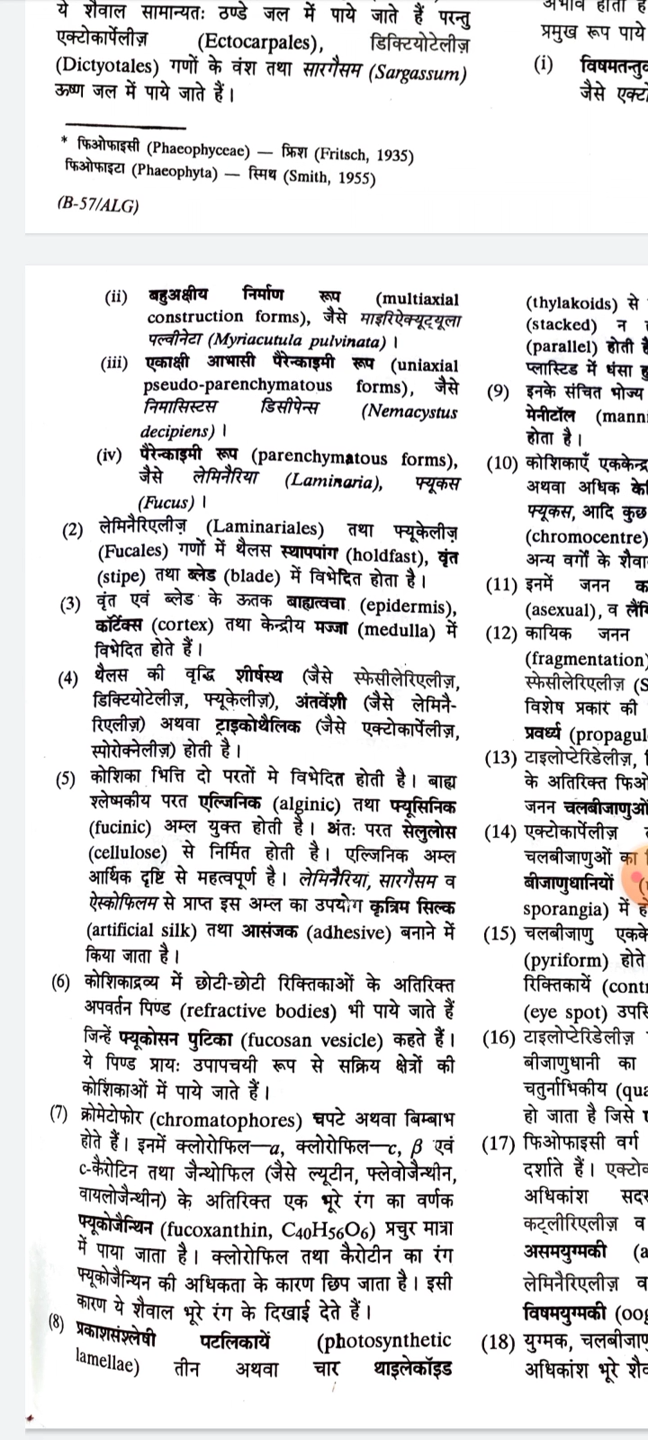 ये शैवाल सामान्यतः ठण्डे जल में पाये जाते हैं परन्तु
एक्टोकार्पेलीज़ (Ectocarpales), डिक्टियोटेलीज़
(Dictyotales) गणों के वंश तथा सारगैसम (Sargassum)
ऊष्ण जल में पाये जाते हैं।
* फिओफाइसी (Phaeophyceae) — फ्रिश (Fritsch, 1935)
फिओफाइटा (Phaeophyta) — स्मिथ (Smith, 1955)
(B-57/ALG)
प्रमुख रूप पाये
(i) विषमतन्तुव
जैसे एक्टो
(ii) बहुअक्षीय निर्माण रूप (multiaxial
construction forms), जैसे माइरिऐक्यूट्यूला
पल्वीनेटा (Myriacutula pulvinata) ।
(iii) एकाक्षी आभासी पैरेन्काइमी रूप (uniaxial
pseudo-parenchymatous forms), जैसे
निमासिस्टस डिसीपेन्स (Nemacystus
decipiens) ।
(iv) पैरेन्काइमी रूप (parenchymatous forms),
जैसे लेमिनैरिया (Laminaria), फ्यूकस
(Fucus) ।
(2) लेमिनैरिएलीज़ (Laminariales) तथा फ्यूकेलीज़
(Fucales) गणों में थैलस स्थापपांग (holdfast), वृंत
(stipe) तथा ब्लेड (blade) में विभेदित होता है।
(3) वृंत एवं ब्लेड के ऊतक बाह्यत्वचा (epidermis),
कॉर्टेक्स (cortex) तथा केन्द्रीय मज्जा (medulla) में
विभेदित होते हैं।
(4) थैलस की वृद्धि शीर्षस्थ (जैसे स्फेसीलेरिएलीज़,
डिक्टियोटेलीज़, फ्यूकेलीज़), अंतर्वेशी (जैसे लेमिनै-
रिएलीज़) अथवा ट्राइकोथैलिक (जैसे एक्टोकार्पेलीज़,
स्पोरोक्नेलीज़) होती है।
(5) कोशिका भित्ति दो परतों मे विभेदित होती है। बाह्य
श्लेष्मकीय परत एल्जिनिक (alginic) तथा फ्यूसिनिक
(fucinic) अम्ल युक्त होती है। अंतः परत सेलुलोस
(cellulose) से निर्मित होती है। एल्जिनिक अम्ल
आर्थिक दृष्टि से महत्वपूर्ण है। लेमिनैरिया, सारगैसम व
ऐस्कोफिलम से प्राप्त इस अम्ल का उपयोग कृत्रिम सिल्क
(artificial silk) तथा आसंजक (adhesive) बनाने में
किया जाता है।
(6) कोशिकाद्रव्य में छोटी-छोटी रिक्तिकाओं के अतिरिक्त
अपवर्तन पिण्ड (refractive bodies) भी पाये जाते हैं
जिन्हें फ्यूकोसन पुटिका (fucosan vesicle) कहते हैं।
ये पिण्ड प्रायः उपापचयी रूप से सक्रिय क्षेत्रों की
कोशिकाओं में पाये जाते हैं।
(7) क्रोमेटोफोर (chromatophores) चपटे अथवा बिम्बाभ
होते हैं। इनमें क्लोरोफिल—a, क्लोरोफिल—c, β एवं
c-कैरोटिन तथा जैन्थोफिल (जैसे ल्यूटीन, फ्लेवोजैन्थीन,
वायलोजैन्थीन) के अतिरिक्त एक भूरे रंग का वर्णक
फ्यूकोजैन्थिन (fucoxanthin, C40H56O6) प्रचुर मात्रा
में पाया जाता है। क्लोरोफिल तथा कैरोटीन का रंग
फ्यूकोजैन्थिन की अधिकता के कारण छिप जाता है। इसी
कारण ये शैवाल भूरे रंग के दिखाई देते हैं।
(8) प्रकाशसंश्लेषी पटलिकायें (photosynthetic
lamellae) तीन अथवा चार थाइलेकॉइड
(thylakoids) से
(stacked) न
(parallel) होती है
प्लास्टिड में धंसा हु
(9) इनके संचित भोज्य
मेनीटॉल (mann
होता है।
(10) कोशिकाएँ एककेन्द्र
अथवा अधिक के
फ्यूकस, आदि कुछ
(chromocentre)
अन्य वर्गों के शैवा
(11) इनमें जनन क
(asexual), व लैं
(12) कायिक जनन
(fragmentation)
स्फेसीलेरिएलीज़ (S
विशेष प्रकार की
प्रवर्ध्य (propagul
(13) टाइलोप्टेरिडेलीज़,
के अतिरिक्त फिओ
जनन चलबीजाणुओं
(14) एक्टोकार्पेलीज़
चलबीजाणुओं का
बीजाणुधानियों
sporangia) में ह
(15) चलबीजाणु एकके
(pyriform) होते
रिक्तिकायें (contr
(eye spot) उपरि
(16) टाइलोप्टेरिडेलीज़
बीजाणुधानी का
चतुर्नाभिकीय (qua
हो जाता है जिसे
(17) फिओफाइसी वर्ग
दर्शाते हैं। एक्टोव
अधिकांश सदस्
कट्लीरिएलीज़ व
असमयुग्मकी (a
लेमिनैरिएलीज़ व
विषमयुग्मकी (oog
(18) युग्मक, चलबीजाण
अधिकांश भूरे शैव